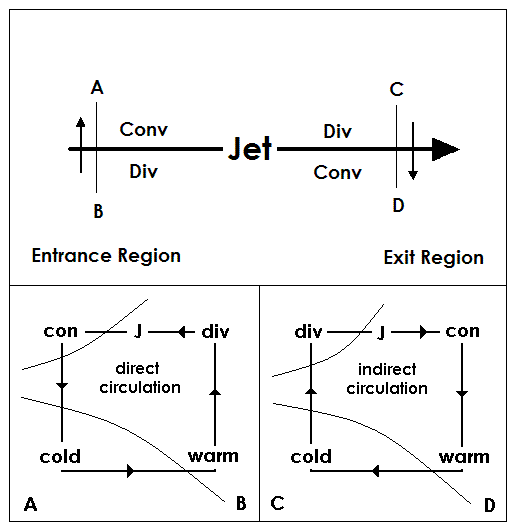 A
C
Conv
Div
Jet
Div
Conv
B
D
Entrance Region
Exit Region
con
J
div
direct
circulation
cold
warm
A
B
div
J
con
indirect
circulation
cold
warm
C
D